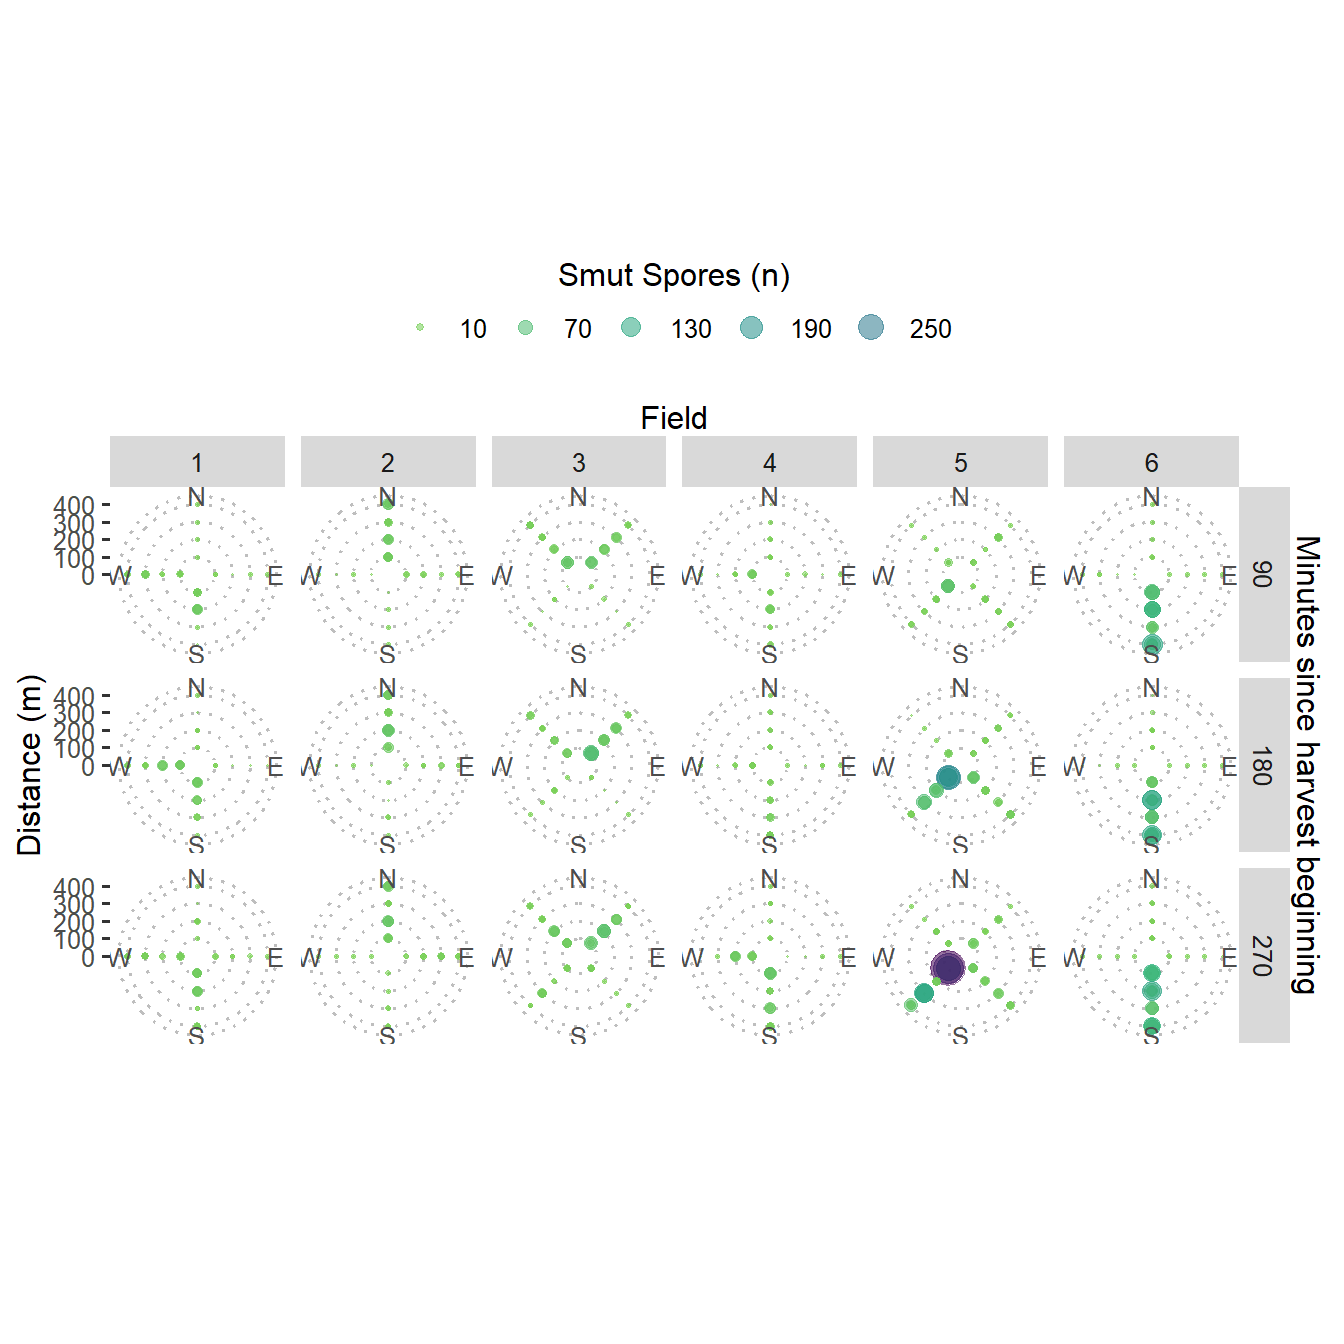 Smut Spores (n)
10 70 130 190 250
Field
1 2 3 4 5 6
N N N N N N
400
300
200
100
0
W E W E W E W E W E W E
S S S S S S
90
N N N N N N
400
300
200
100
0
W E W E W E W E W E W E
S S S S S S
180
N N N N N N
400
300
200
100
0
W E W E W E W E W E W E
S S S S S S
270
Distance (m)
Minutes since harvest beginning